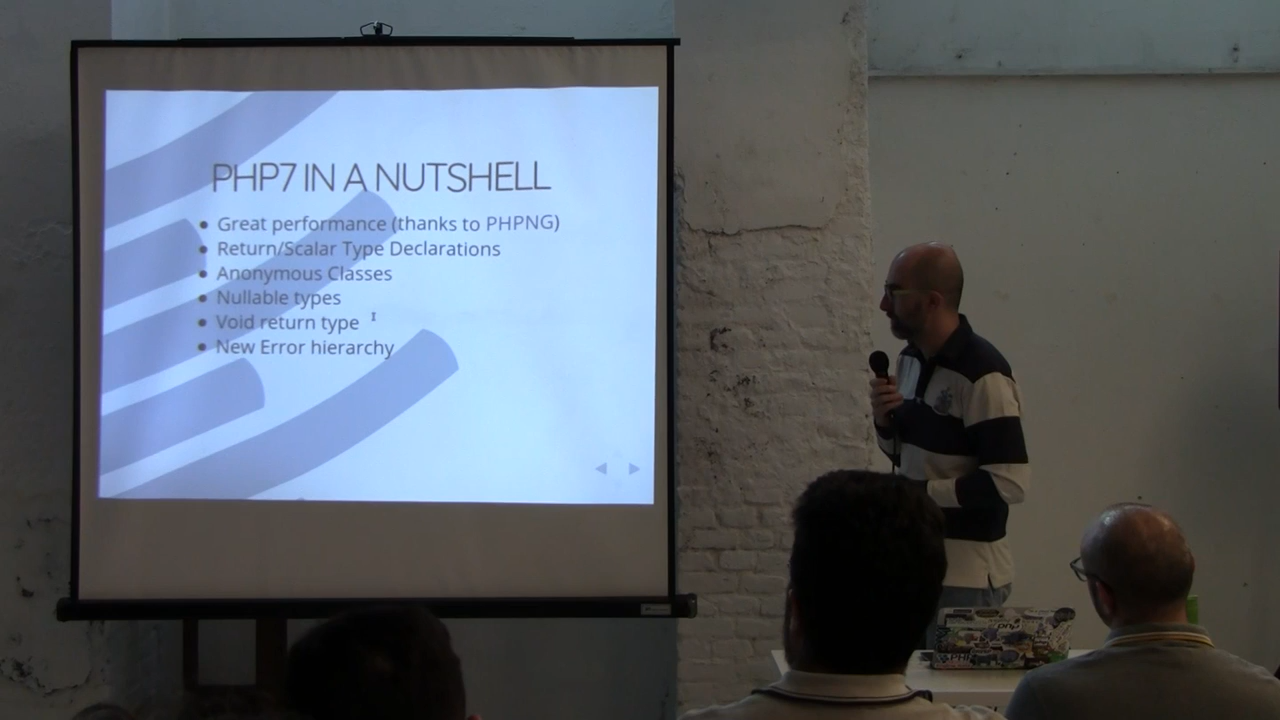 PHP7 IN A NUTSHELL
Great performance (thanks to PHPNG)
Return/Scalar Type Declarations
Anonymous Classes
Nullable types
Void return type
New Error hierarchy
php